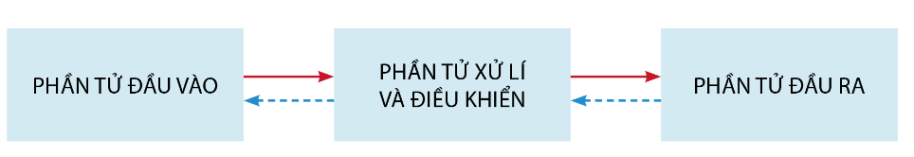 PHẦN TỬ ĐẦU VÀO
PHẦN TỬ XỬ LÍ
VÀ ĐIỀU KHIỂN
PHẦN TỬ ĐẦU RA